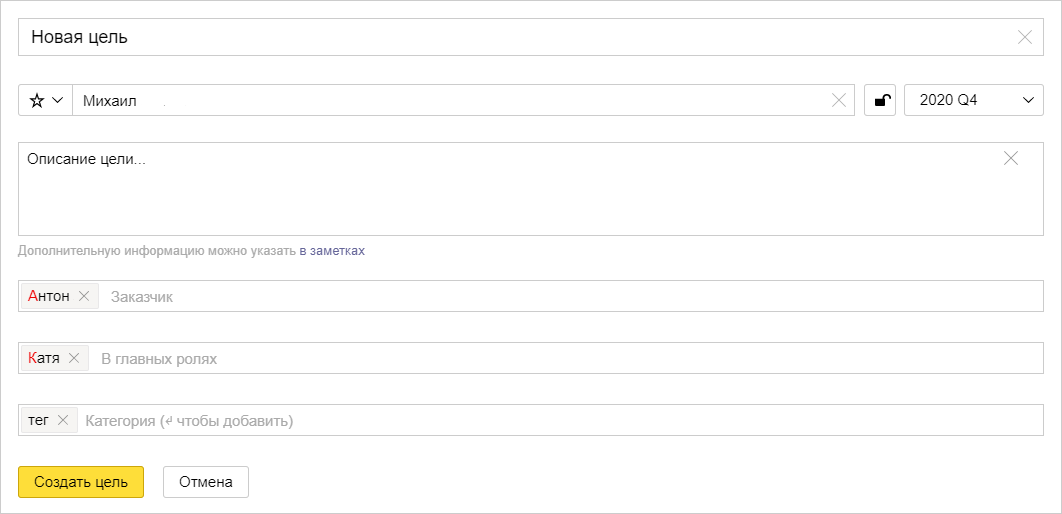 Новая цель
Михаил
2020 Q4
Описание цели...
Дополнительную информацию можно указать в заметках
Антон Заказчик
Катя В главных ролях
тег Категория (↵ чтобы добавить)
Создать цель Отмена